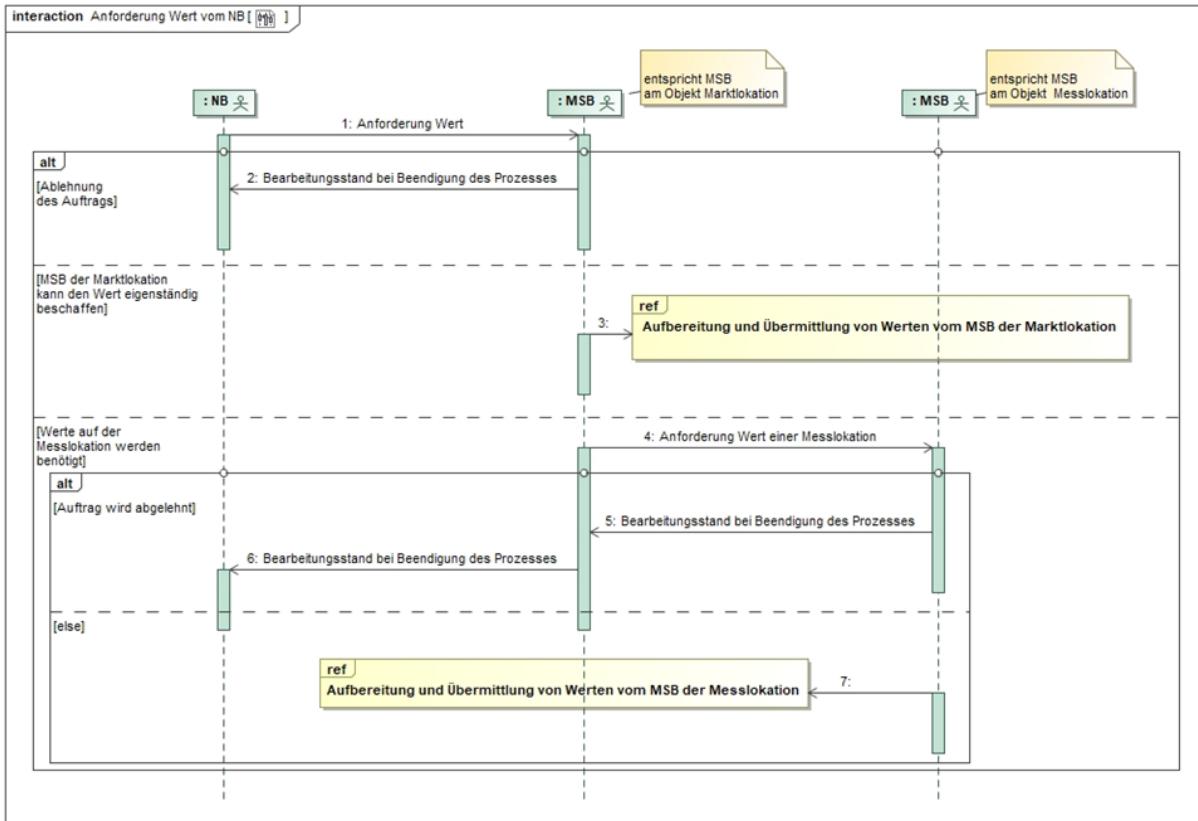 interaction Anforderung Wert vom NB [ ]
entspricht MSB
am Objekt Marktlokation
entspricht MSB
am Objekt Messlokation
: NB
: MSB
: MSB
1: Anforderung Wert
alt
[Ablehnung
des Auftrags]
2: Bearbeitungsstand bei Beendigung des Prozesses
[MSB der Marktlokation
kann den Wert eigenständig
beschaffen]
3:
ref
Aufbereitung und Übermittlung von Werten vom MSB der Marktlokation
[Werte auf der
Messlokation werden
benötigt]
4: Anforderung Wert einer Messlokation
alt
[Auftrag wird abgelehnt]
5: Bearbeitungsstand bei Beendigung des Prozesses
6: Bearbeitungsstand bei Beendigung des Prozesses
[else]
ref
Aufbereitung und Übermittlung von Werten vom MSB der Messlokation
7: